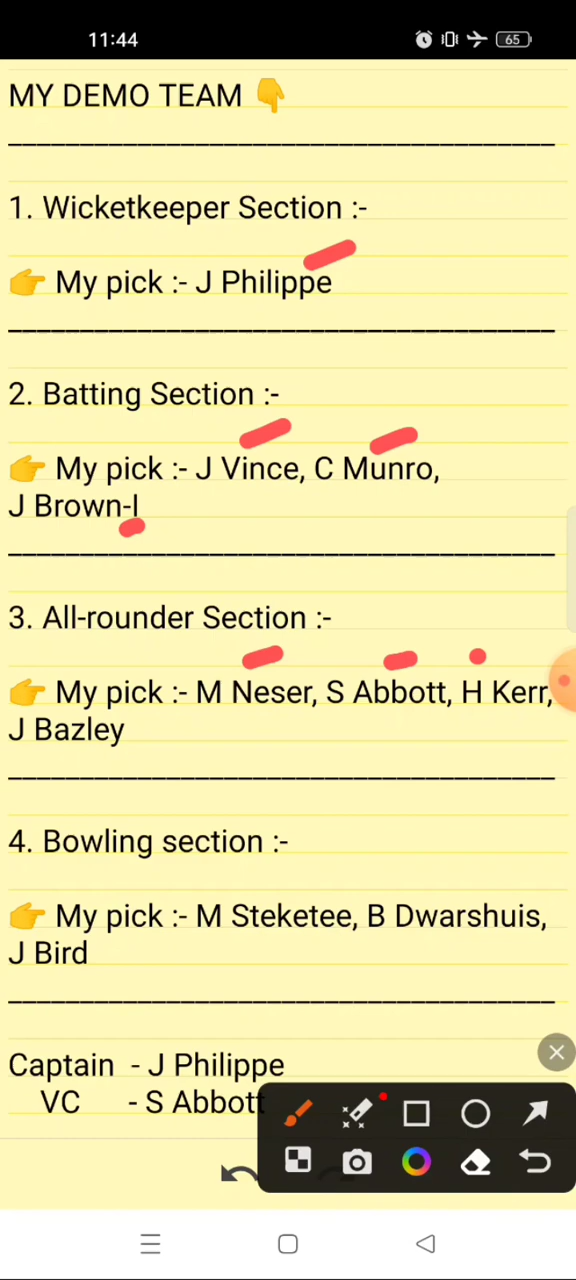 11:44
65
MY DEMO TEAM 👇
1. Wicketkeeper Section :-
👉 My pick :- J Philippe
2. Batting Section :-
👉 My pick :- J Vince, C Munro,
J Brown-I
3. All-rounder Section :-
👉 My pick :- M Neser, S Abbott, H Kerr,
J Bazley
4. Bowling section :-
👉 My pick :- M Steketee, B Dwarshuis,
J Bird
Captain - J Philippe
VC - S Abbott